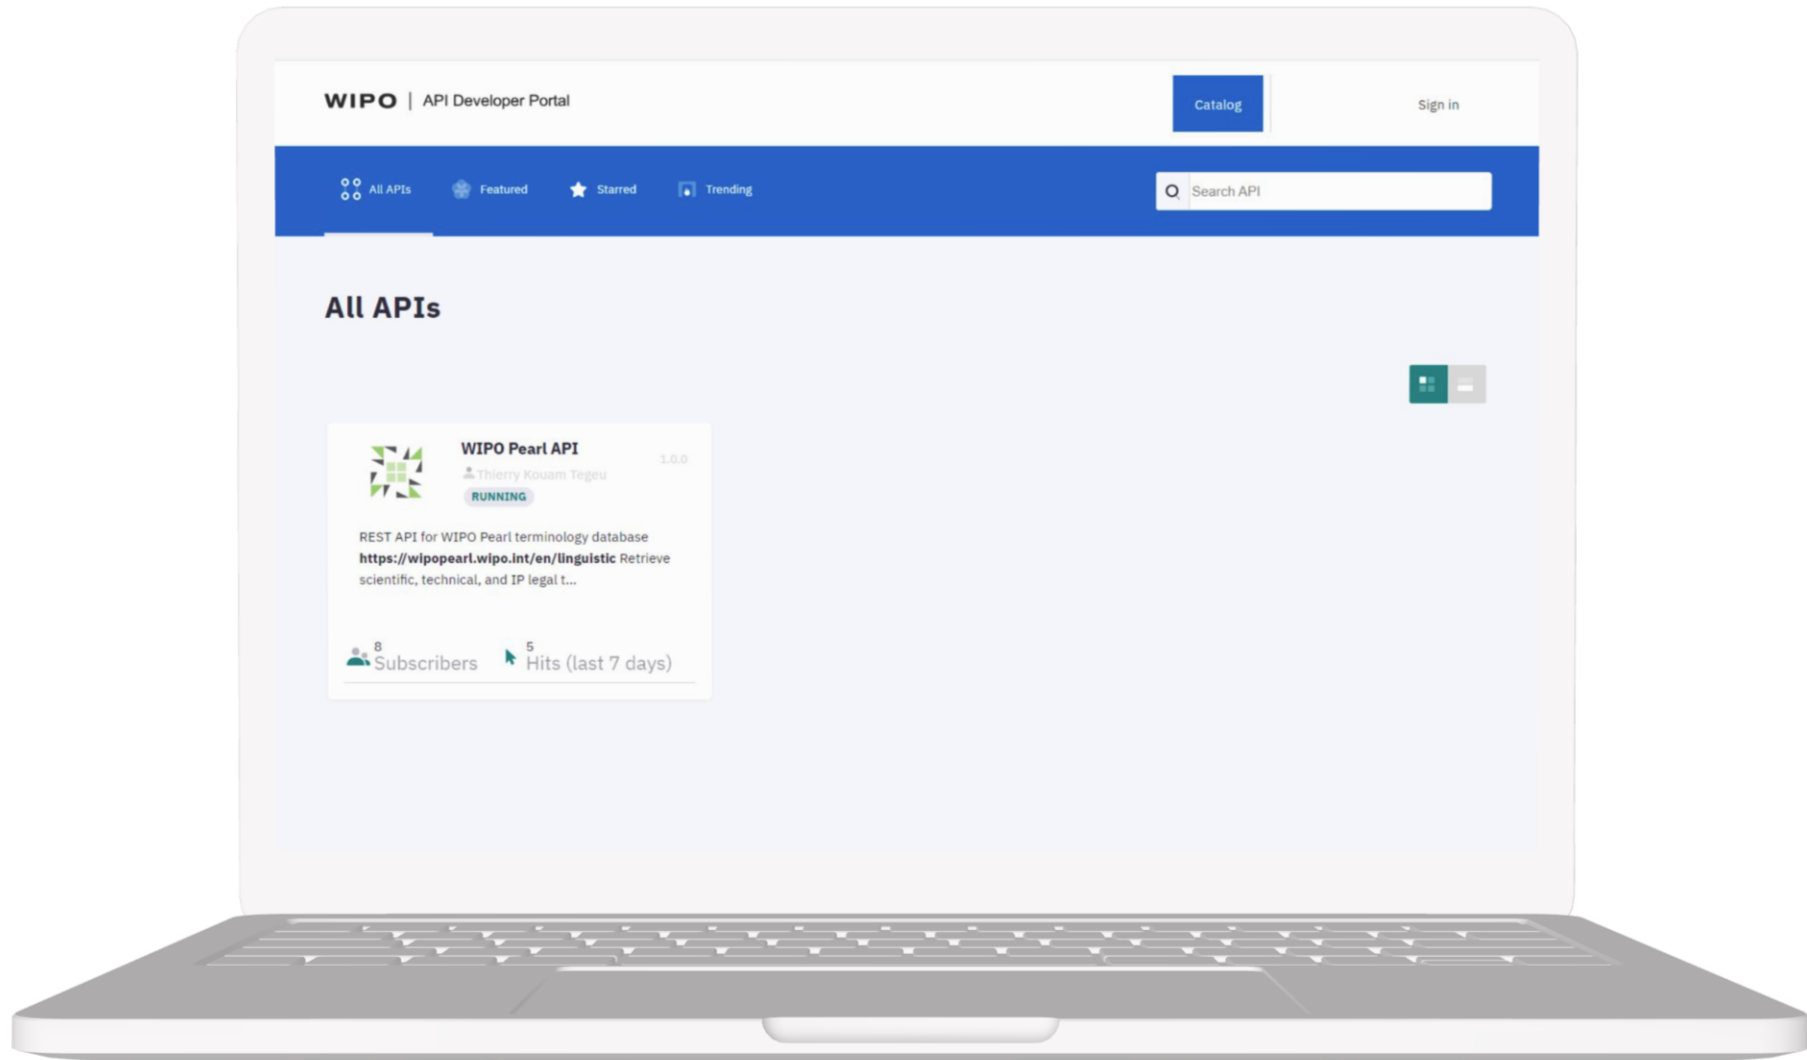 WIPO | API Developer Portal
Catalog
Sign in
All APIs
Featured
Starred
Trending
Search API
All APIs
WIPO Pearl API
1.0.0
Thierry Kouam Tegeu
RUNNING
REST API for WIPO Pearl terminology database
https://wipopearl.wipo.int/en/linguistic Retrieve
scientific, technical, and IP legal t...
8
Subscribers
5
Hits (last 7 days)